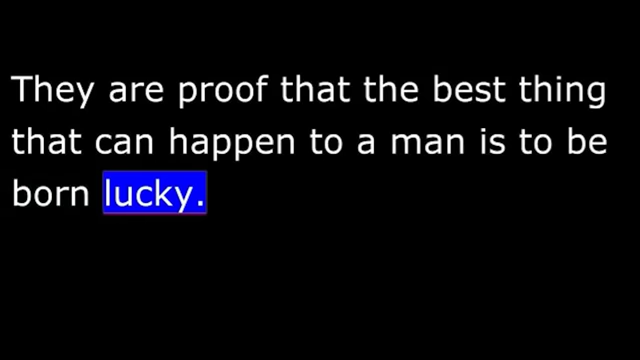 They are proof that the best thing
that can happen to a man is to be
born lucky.